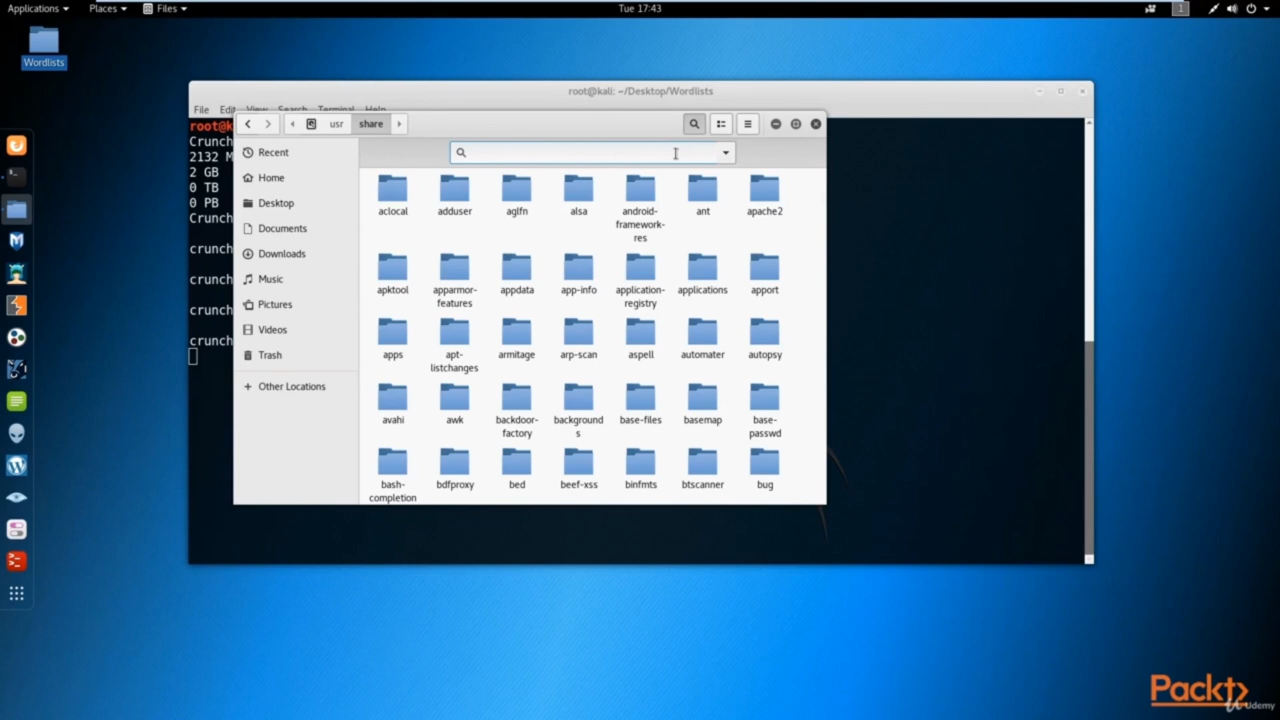 Applications Places Files Tue 17:43 1
Wordlists
root@kali: ~/Desktop/Wordlists
File Edit View Search Terminal Help
root@k
Crunch
2132 M
2 GB
0 TB
0 PB
Crunch
crunch
crunch
crunch
crunch
usr share
Recent
Home
Desktop
Documents
Downloads
Music
Pictures
Videos
Trash
+ Other Locations
aclocal adduser aglfn alsa android-framework-res ant apache2
apktool apparmor-features appdata app-info application-registry applications apport
apps apt-listchanges armitage arp-scan aspell automater autopsy
avahi awk backdoor-factory backgrounds base-files basemap base-passwd
bash-completion bdfproxy bed beef-xss binfmts btscanner bug
Packt
Udemy